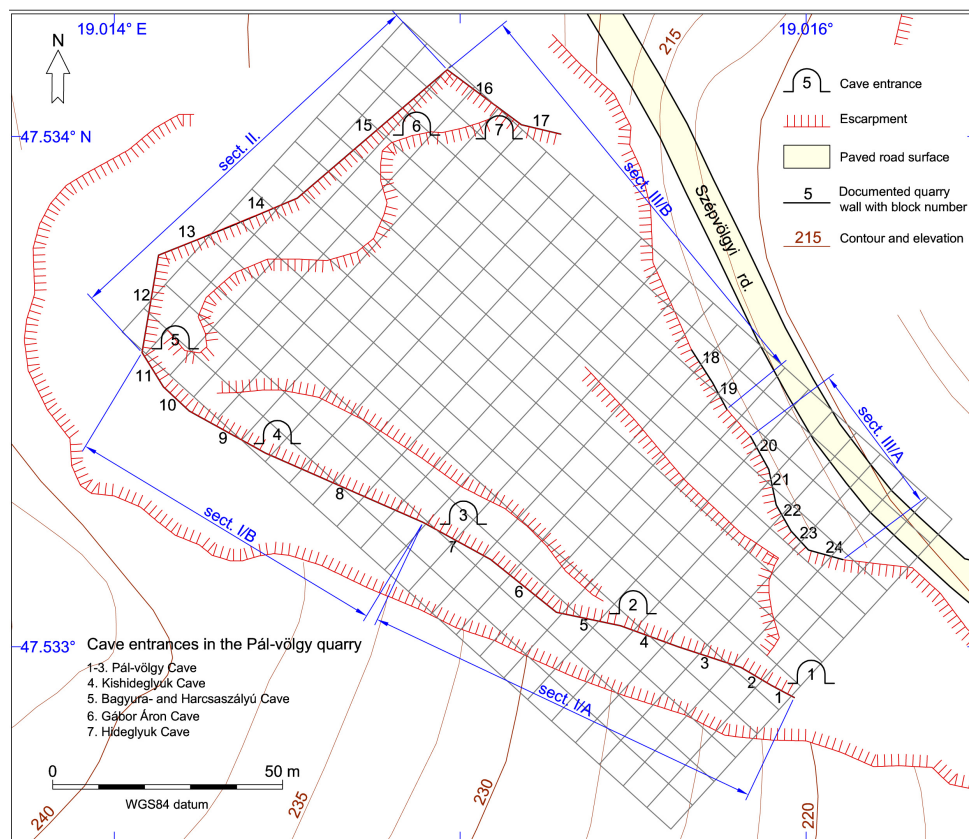 19.014° E
19.016°
215
N
47.534° N
47.533°
sect. II.
sect. III/B
sect. III/A
sect. I/B
sect. I/A
Szépvölgyi rd.
16
17
15
6
7
14
13
12
5
11
10
9
4
8
3
7
6
5
2
4
3
2
1
1
18
19
20
21
22
23
24
5 Cave entrance
Escarpment
Paved road surface
5 Documented quarry
wall with block number
215 Contour and elevation
Cave entrances in the Pál-völgy quarry
1-3. Pál-völgy Cave
4. Kishideglyuk Cave
5. Bagyura- and Harcsaszályú Cave
6. Gábor Áron Cave
7. Hideglyuk Cave
0 50 m
WGS84 datum
240
235
230
220